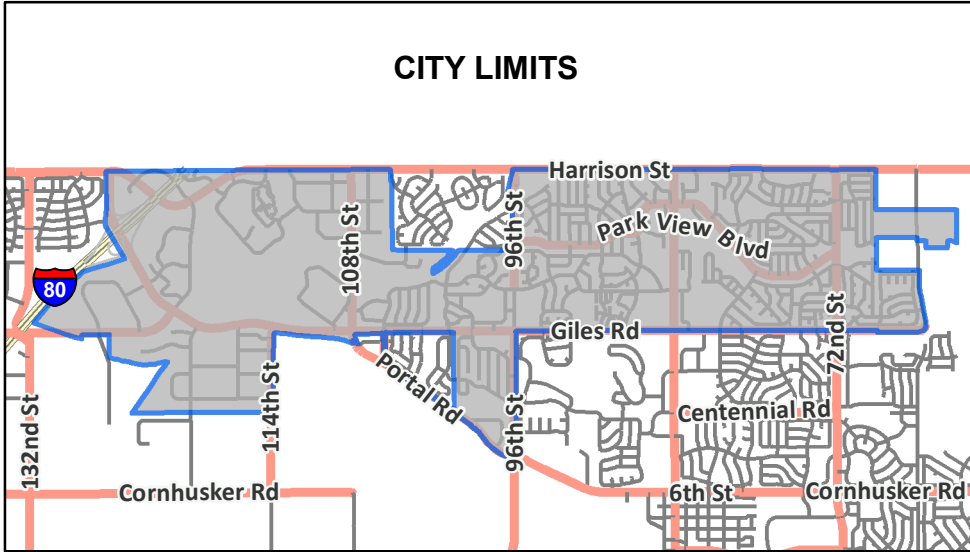 CITY LIMITS
Harrison St
Park View Blvd
108th St
96th St
80
Giles Rd
72nd St
Portal Rd
Centennial Rd
114th St
96th St
132nd St
Cornhusker Rd
6th St
Cornhusker Rd